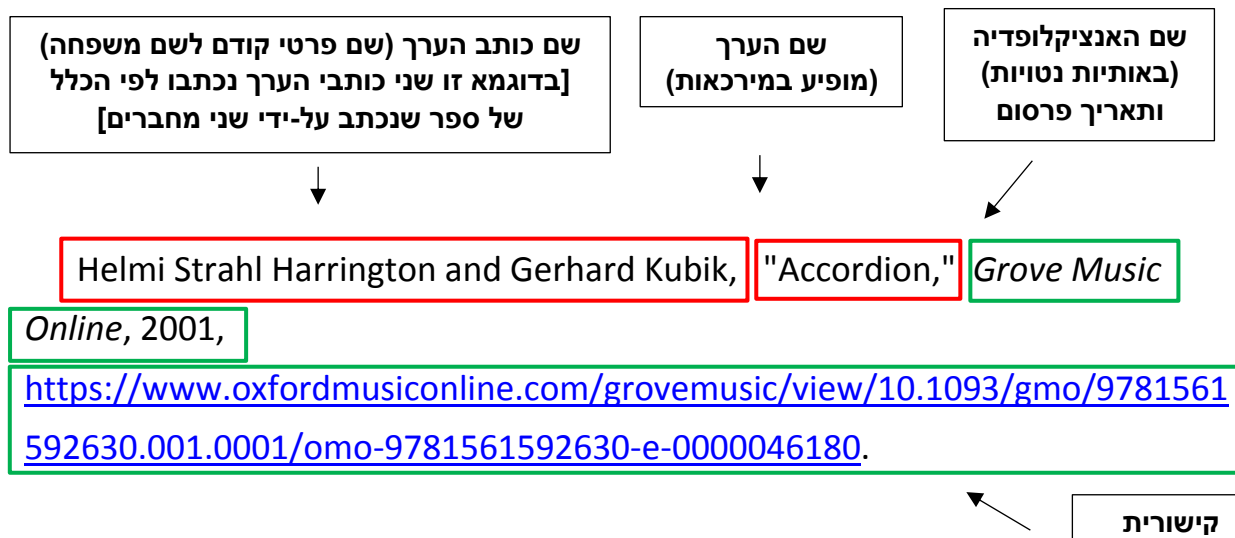 שם כותב הערך (שם פרטי קודם לשם משפחה)
[בדוגמא זו שני כותבי הערך נכתבו לפי הכלל
של ספר שנכתב על-ידי שני מחברים]
שם הערך
(מופיע במירכאות)
שם האנציקלופדיה
(באותיות נטויות)
ותאריך פרסום
Helmi Strahl Harrington and Gerhard Kubik, "Accordion," Grove Music
Online, 2001,
https://www.oxfordmusiconline.com/grovemusic/view/10.1093/gmo/9781561
592630.001.0001/omo-9781561592630-e-0000046180.
קישורית